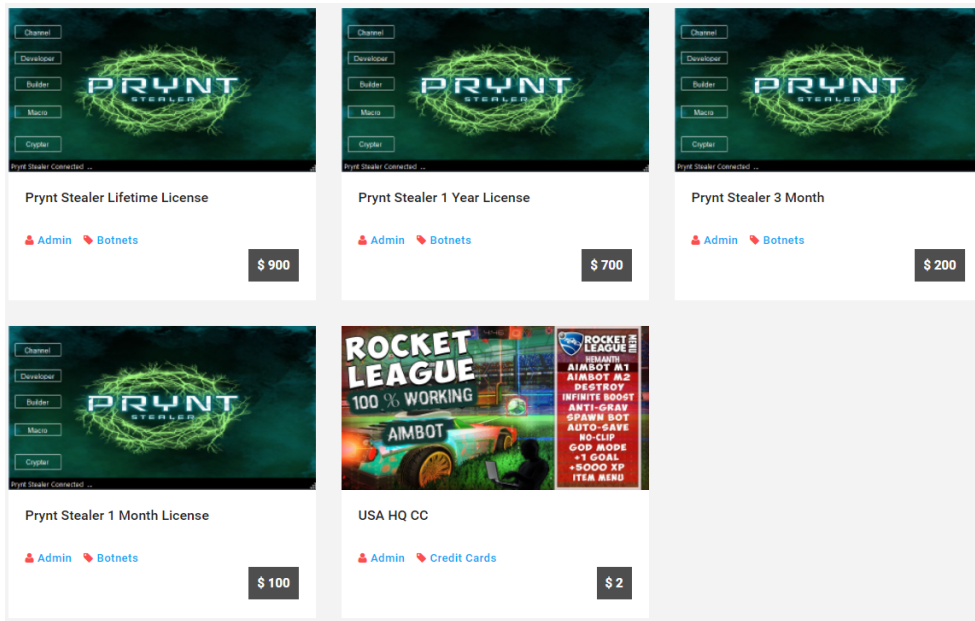 Channel
Developer
Builder
Macro
Crypter
PRYNT
STEALER
Prynt Stealer Connected ...
Prynt Stealer Lifetime License
Admin Botnets
$ 900
Channel
Developer
Builder
Macro
Crypter
PRYNT
STEALER
Prynt Stealer Connected ...
Prynt Stealer 1 Year License
Admin Botnets
$ 700
Channel
Developer
Builder
Macro
Crypter
PRYNT
STEALER
Prynt Stealer Connected ...
Prynt Stealer 3 Month
Admin Botnets
$ 200
Channel
Developer
Builder
Macro
Crypter
PRYNT
STEALER
Prynt Stealer Connected ...
Prynt Stealer 1 Month License
Admin Botnets
$ 100
ROCKET
LEAGUE
100 % WORKING
AIMBOT
ROCKET
LEAGUE
MENU
HEMANTH
AIMBOT M1
AIMBOT M2
DESTROY
INFINITE BOOST
ANTI-GRAV
SPAWN BOT
AUTO-SAVE
NO-CLIP
GOD MODE
+1 GOAL
+5000 XP
ITEM MENU
USA HQ CC
Admin Credit Cards
$ 2